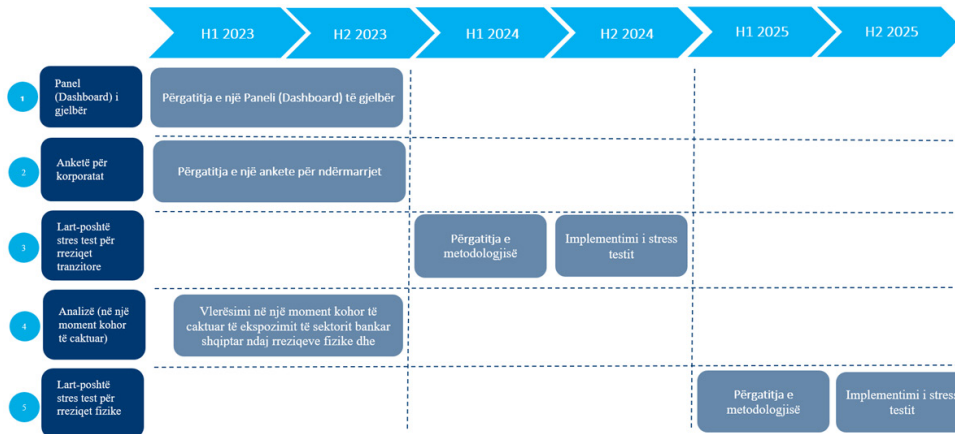 H1 2023
H2 2023
H1 2024
H2 2024
H1 2025
H2 2025
1
Panel
(Dashboard) i
gjelbër
Përgatitja e një Paneli (Dashboard) të gjelbër
2
Anketë për
korporatat
Përgatitja e një ankete për ndërmarrjet
3
Lart-poshtë
stres test për
rreziqet
tranzitore
Përgatitja e
metodologjisë
Implementimi i stress
testit
4
Analizë (në një
moment kohor
të caktuar)
Vlerësimi në një moment kohor të
caktuar të ekspozimit të sektorit bankar
shqiptar ndaj rreziqeve fizike dhe
5
Lart-poshtë
stres test për
rreziqet fizike
Përgatitja e
metodologjisë
Implementimi i stress
testit